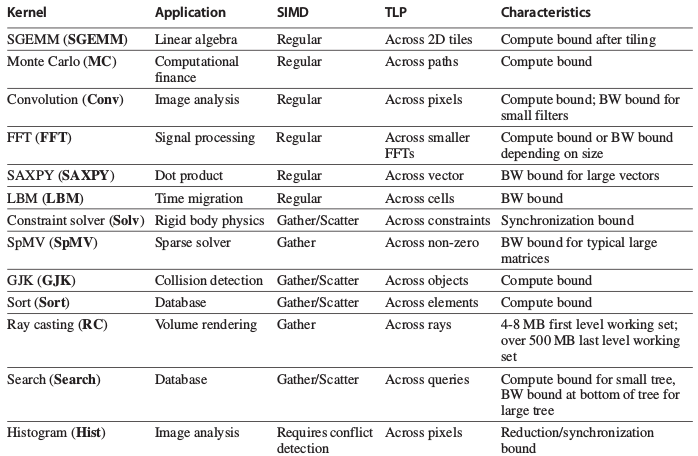 Kernel Application SIMD TLP Characteristics
SGEMM (SGEMM) Linear algebra Regular Across 2D tiles Compute bound after tiling
Monte Carlo (MC) Computational finance Regular Across paths Compute bound
Convolution (Conv) Image analysis Regular Across pixels Compute bound; BW bound for small filters
FFT (FFT) Signal processing Regular Across smaller FFTs Compute bound or BW bound depending on size
SAXPY (SAXPY) Dot product Regular Across vector BW bound for large vectors
LBM (LBM) Time migration Regular Across cells BW bound
Constraint solver (Solv) Rigid body physics Gather/Scatter Across constraints Synchronization bound
SpMV (SpMV) Sparse solver Gather Across non-zero BW bound for typical large matrices
GJK (GJK) Collision detection Gather/Scatter Across objects Compute bound
Sort (Sort) Database Gather/Scatter Across elements Compute bound
Ray casting (RC) Volume rendering Gather Across rays 4-8 MB first level working set; over 500 MB last level working set
Search (Search) Database Gather/Scatter Across queries Compute bound for small tree, BW bound at bottom of tree for large tree
Histogram (Hist) Image analysis Requires conflict detection Across pixels Reduction/synchronization bound